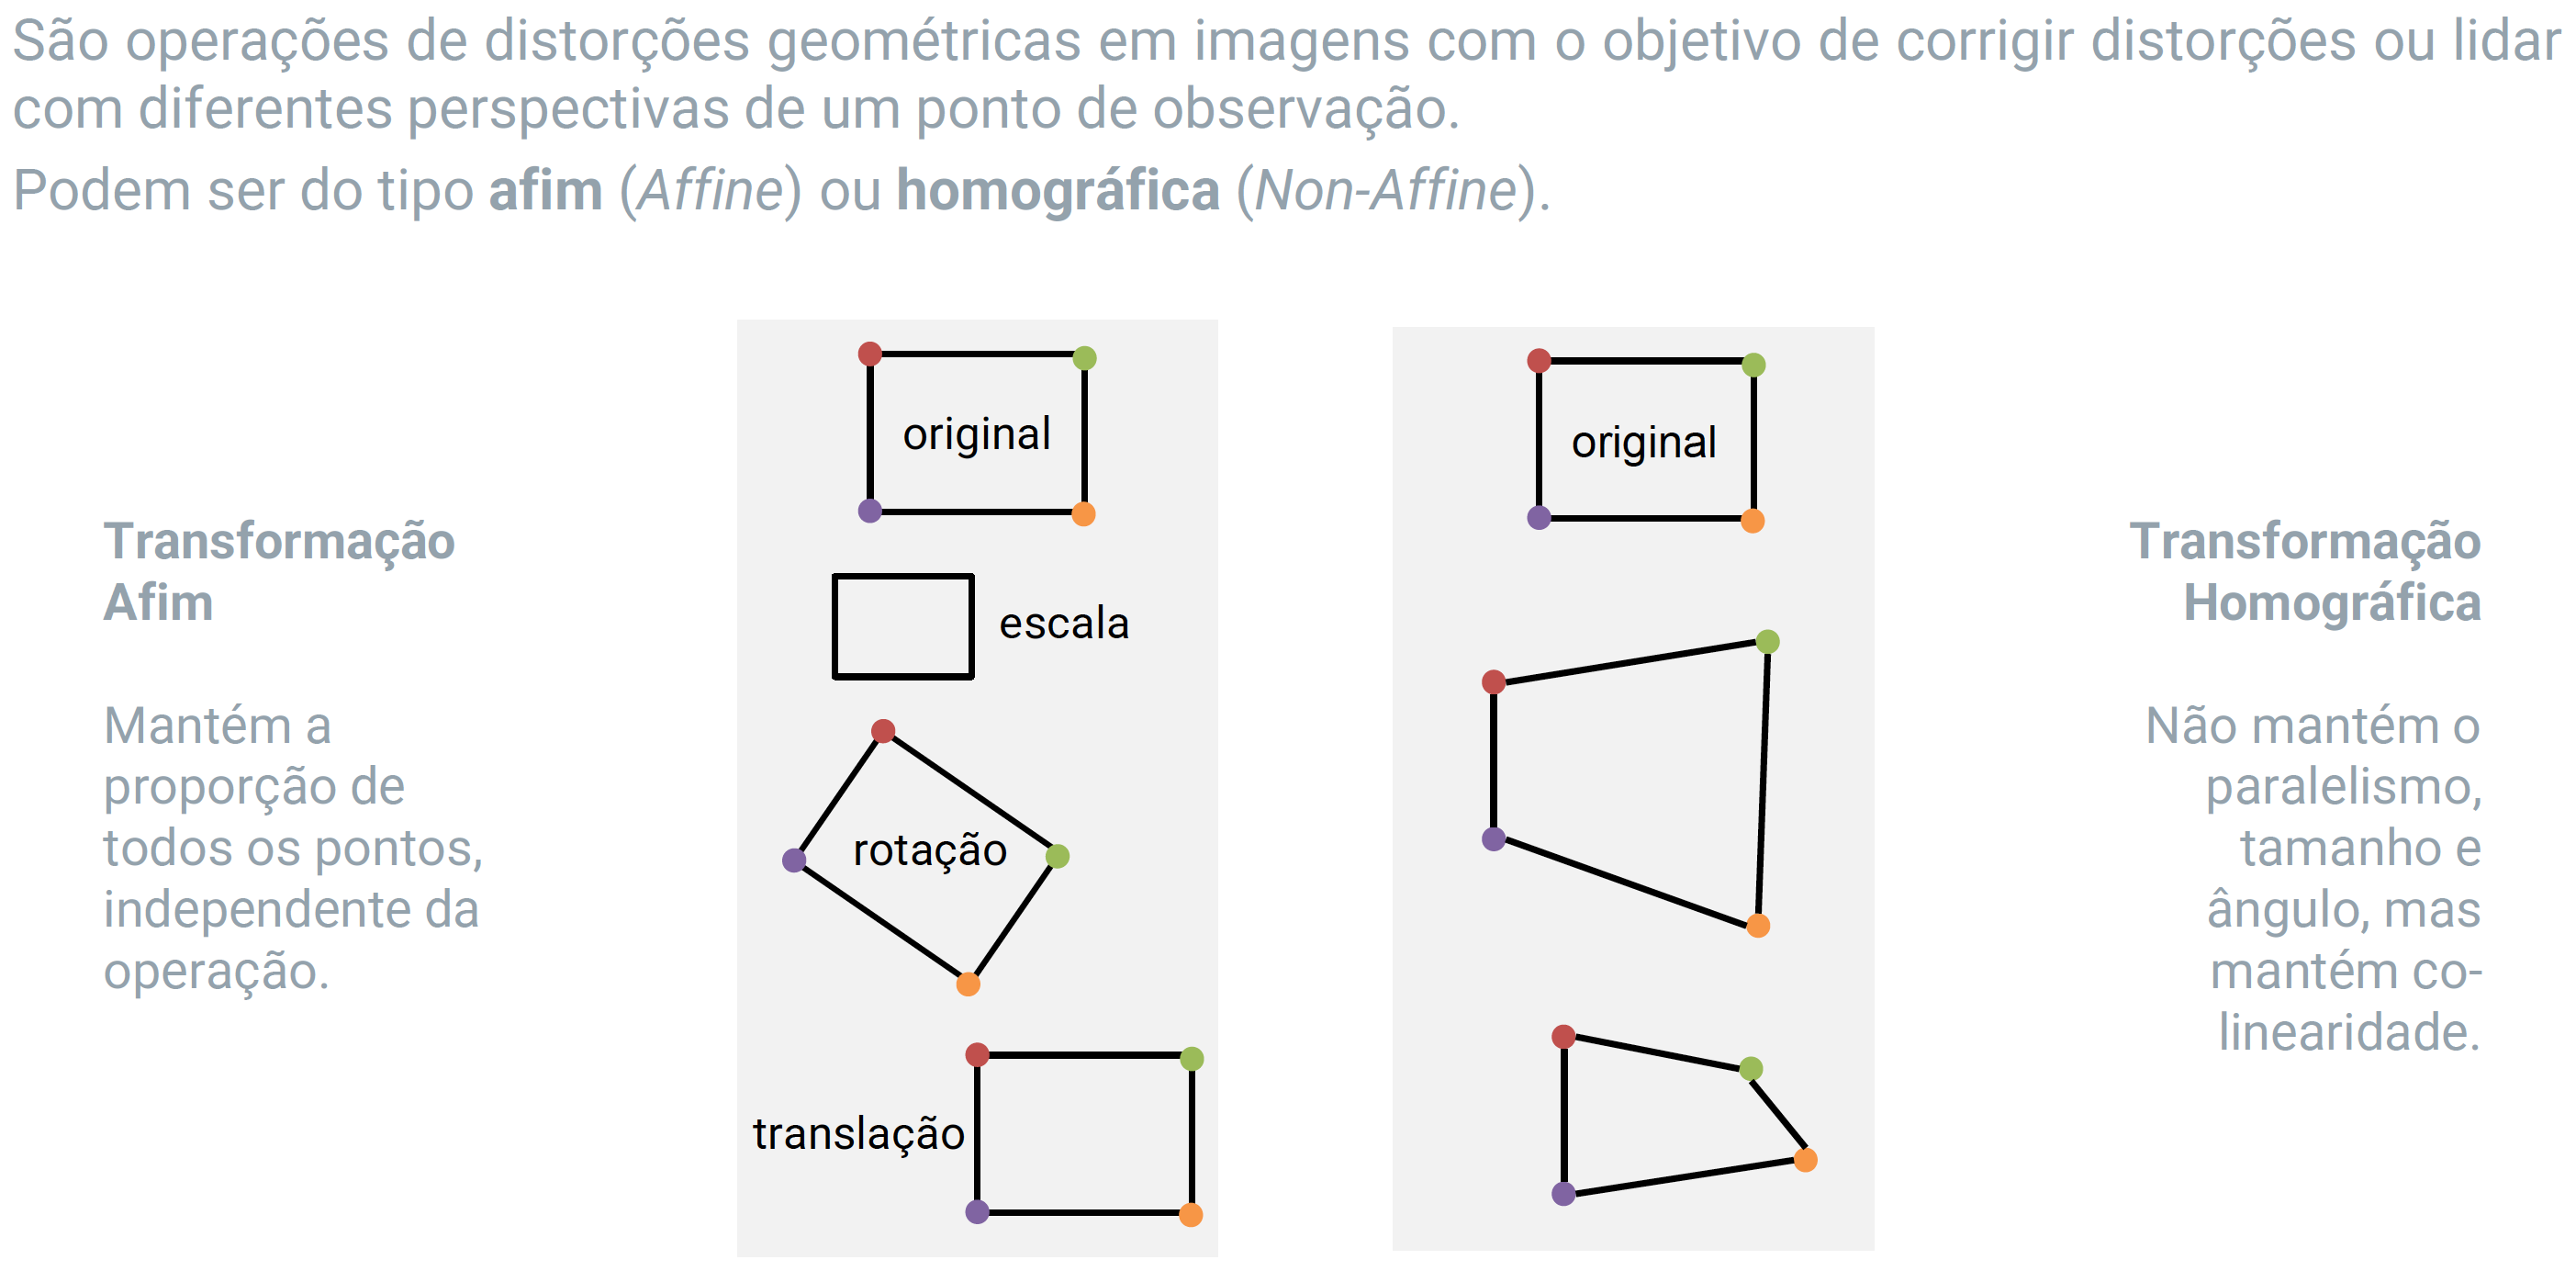 São operações de distorções geométricas em imagens com o objetivo de corrigir distorções ou lidar
com diferentes perspectivas de um ponto de observação.
Podem ser do tipo afim (Affine) ou homográfica (Non-Affine).
Transformação
Afim
Mantém a
proporção de
todos os pontos,
independente da
operação.
original
escala
rotação
translação
original
Transformação
Homográfica
Não mantém o
paralelismo,
tamanho e
ângulo, mas
mantém co-
linearidade.